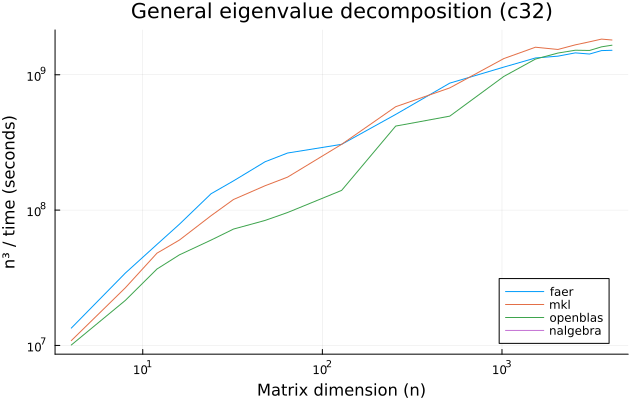 General eigenvalue decomposition (c32)
n³ / time (seconds)
10⁹
10⁸
10⁷
10¹
10²
10³
Matrix dimension (n)
faer
mkl
openblas
nalgebra